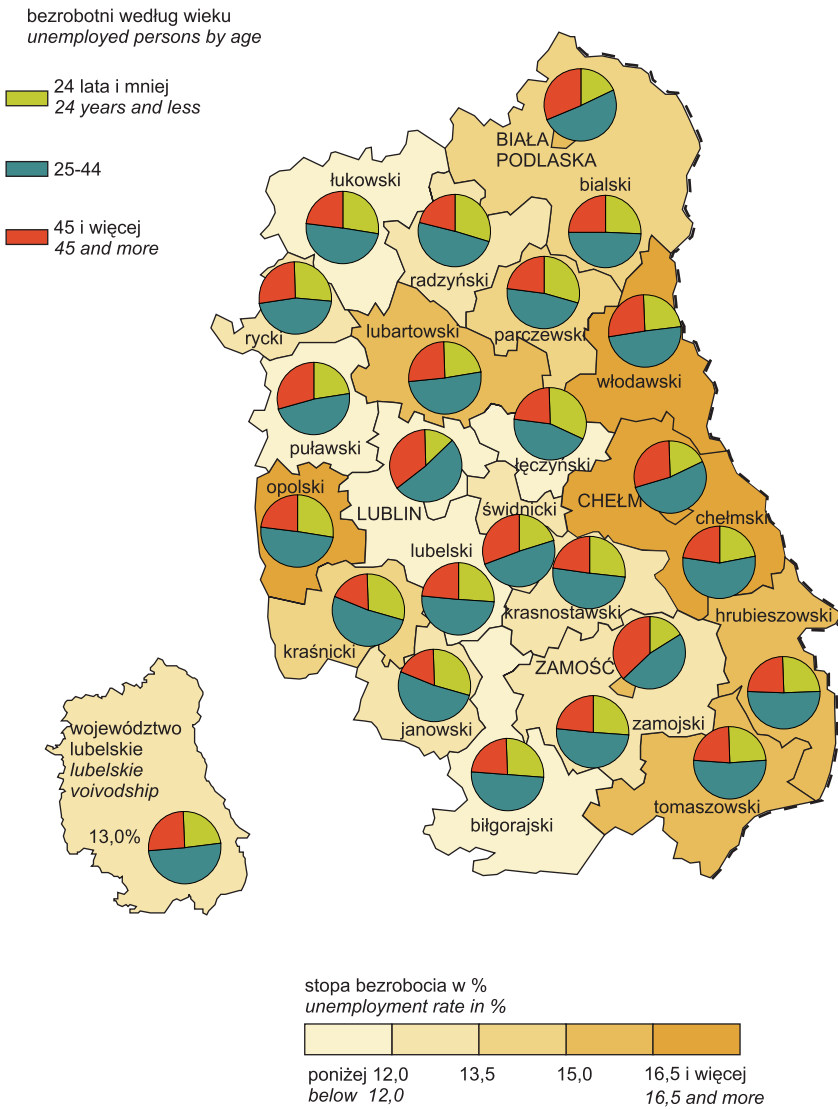 bezrobotni według wieku
unemployed persons by age
24 lata i mniej
24 years and less
25-44
45 i więcej
45 and more
BIAŁA
PODLASKA
bialski
łukowski
radzyński
rycki
lubartowski
parczewski
włodawski
puławski
łęczyński
opolski
LUBLIN
świdnicki
CHEŁM
chełmski
lubelski
krasnostawski
hrubieszowski
kraśnicki
ZAMOŚĆ
janowski
zamojski
biłgorajski
tomaszowski
województwo
lubelskie
lubelskie
voivodship
13,0%
stopa bezrobocia w %
unemployment rate in %
poniżej 12,0 13,5 15,0 16,5 i więcej
below 12,0 16,5 and more